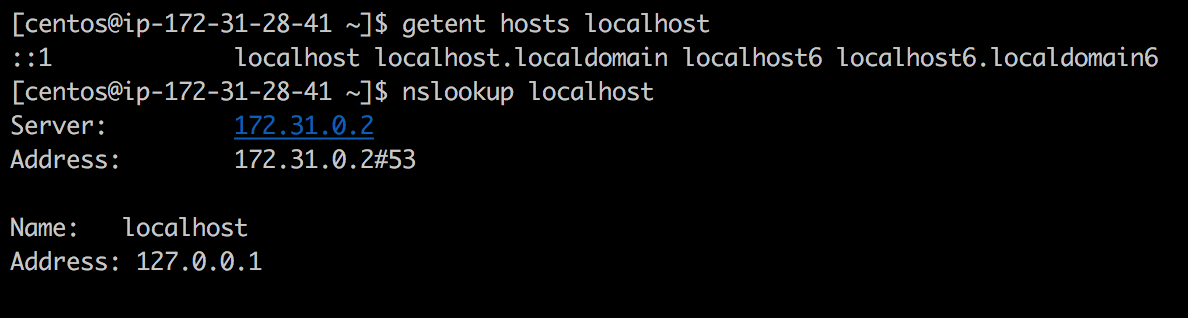 [centos@ip-172-31-28-41 ~]$ getent hosts localhost
::1             localhost localhost.localdomain localhost6 localhost6.localdomain6
[centos@ip-172-31-28-41 ~]$ nslookup localhost
Server:         172.31.0.2
Address:        172.31.0.2#53
Name:   localhost
Address: 127.0.0.1